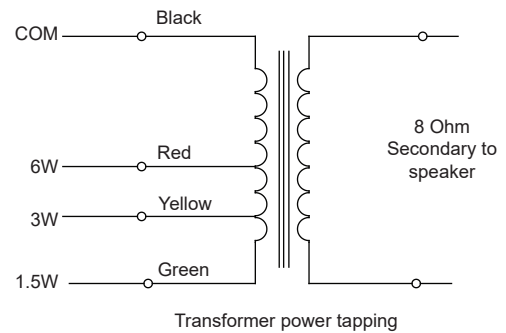 COM
Black
6W
Red
3W
Yellow
1.5W
Green
8 Ohm
Secondary to
speaker
Transformer power tapping